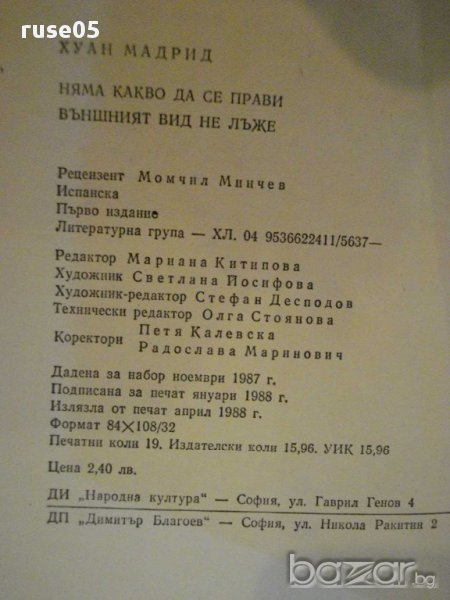 ruse05
ХУАН МАДРИД
НЯМА КАКВО ДА СЕ ПРАВИ
ВЪНШНИЯТ ВИД НЕ ЛЪЖЕ
Рецензент Момчил Минчев
Испанска
Първо издание
Литературна група — ХЛ. 04 9536622411/5637—
Редактор Мариана Китипова
Художник Светлана Йосифова
Художник-редактор Стефан Десподов
Технически редактор Олга Стоянова
Коректори Петя Калевска
Радослава Маринович
Дадена за набор ноември 1987 г.
Подписана за печат януари 1988 г.
Излязла от печат април 1988 г.
Формат 84×108/32
Печатни коли 19. Издателски коли 15,96. УИК 15,96
Цена 2,40 лв.
ДИ „Народна култура“ — София, ул. Гаврил Генов 4
ДП „Димитър Благоев“ — София, ул. Никола Ракитин 2
bazar.bg